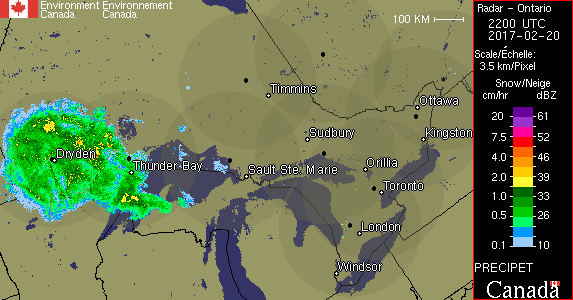 Environment Environnement
Canada Canada
100 KM
Timmins
Ottawa
Sudbury
Kingston
Dryden
Thunder-Bay
Sault Ste. Marie
Orillia
Toronto
London
Windsor
Radar - Ontario
2200 UTC
2017-02-20
Scale/Échelle:
3.5 km/Pixel
Snow/Neige
cm/hr dBZ
20 61
7.5 52
4.0 46
2.0 39
1.0 33
0.5 26
0.1 10
PRECIPET
Canada